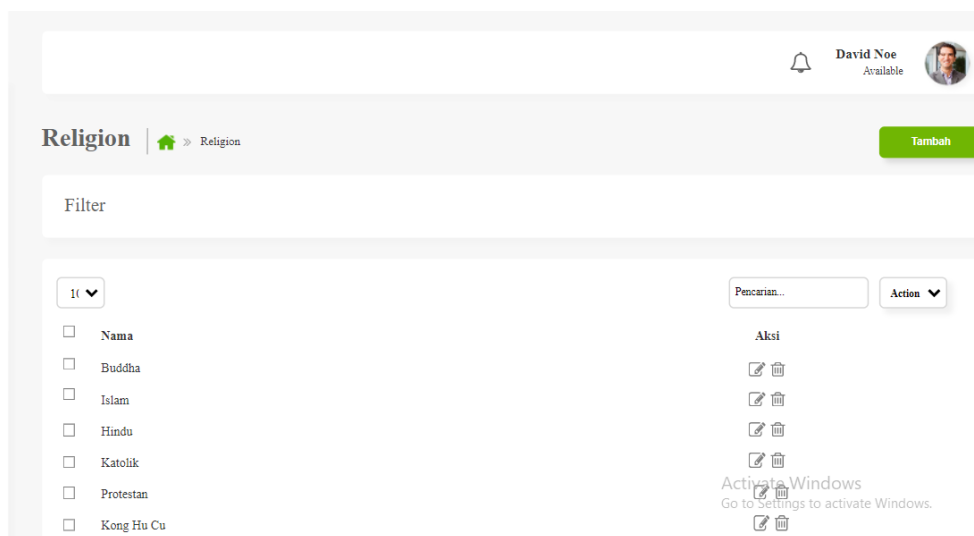 David Noe
Available
Religion » Religion
Tambah
Filter
10
Pencarian...
Action
Nama Aksi
Buddha
Islam
Hindu
Katolik
Protestan
Activate Windows
Go to Settings to activate Windows.
Kong Hu Cu